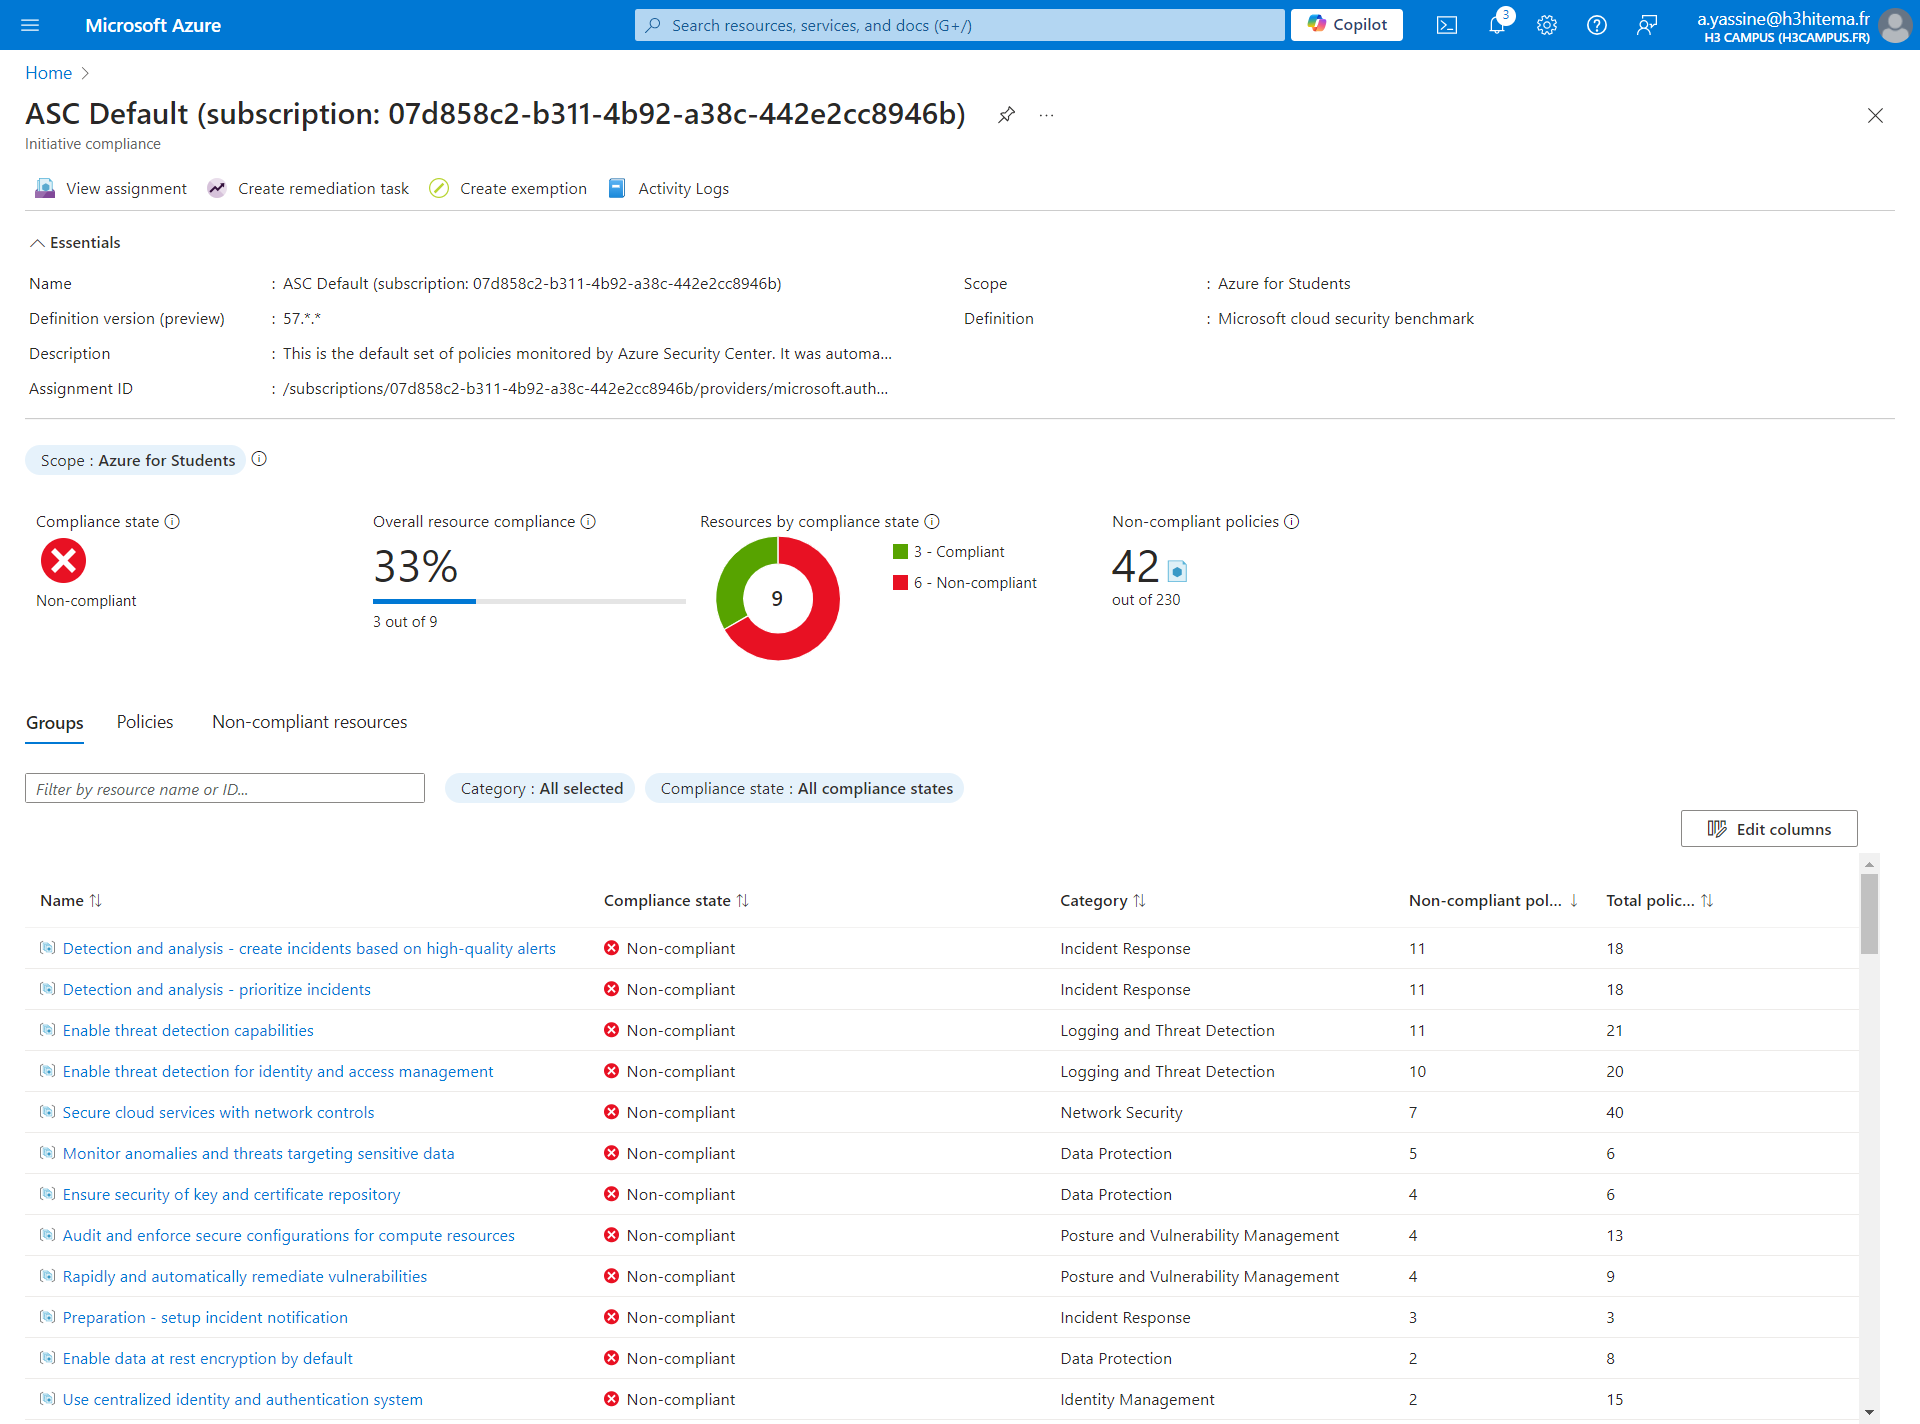 Microsoft Azure
Search resources, services, and docs (G+/)
Copilot
3
a.yassine@h3hitema.fr
H3 CAMPUS (H3CAMPUS.FR)
Home
ASC Default (subscription: 07d858c2-b311-4b92-a38c-442e2cc8946b)
Initiative compliance
View assignment
Create remediation task
Create exemption
Activity Logs
Essentials
Name : ASC Default (subscription: 07d858c2-b311-4b92-a38c-442e2cc8946b)
Scope : Azure for Students
Definition version (preview) : 57.*.*
Definition : Microsoft cloud security benchmark
Description : This is the default set of policies monitored by Azure Security Center. It was automa...
Assignment ID : /subscriptions/07d858c2-b311-4b92-a38c-442e2cc8946b/providers/microsoft.auth...
Scope : Azure for Students
Compliance state
Non-compliant
Overall resource compliance
33%
3 out of 9
Resources by compliance state
9
3 - Compliant
6 - Non-compliant
Non-compliant policies
42
out of 230
Groups
Policies
Non-compliant resources
Filter by resource name or ID...
Category : All selected
Compliance state : All compliance states
Edit columns
Name Compliance state Category Non-compliant pol... Total polic...
Detection and analysis - create incidents based on high-quality alerts Non-compliant Incident Response 11 18
Detection and analysis - prioritize incidents Non-compliant Incident Response 11 18
Enable threat detection capabilities Non-compliant Logging and Threat Detection 11 21
Enable threat detection for identity and access management Non-compliant Logging and Threat Detection 10 20
Secure cloud services with network controls Non-compliant Network Security 7 40
Monitor anomalies and threats targeting sensitive data Non-compliant Data Protection 5 6
Ensure security of key and certificate repository Non-compliant Data Protection 4 6
Audit and enforce secure configurations for compute resources Non-compliant Posture and Vulnerability Management 4 13
Rapidly and automatically remediate vulnerabilities Non-compliant Posture and Vulnerability Management 4 9
Preparation - setup incident notification Non-compliant Incident Response 3 3
Enable data at rest encryption by default Non-compliant Data Protection 2 8
Use centralized identity and authentication system Non-compliant Identity Management 2 15